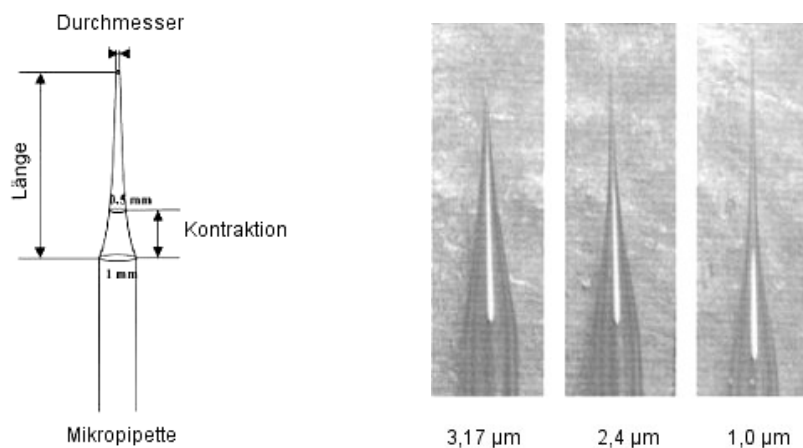 Durchmesser
Länge
0.5 mm
Kontraktion
1 mm
Mikropipette
3,17 µm
2,4 µm
1,0 µm